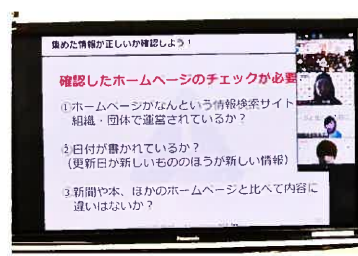 集めた情報が正しいか確認しよう！
確認したホームページのチェックが必要
①ホームページがなんという情報検索サイト
組織・団体で運営されているか？
②日付が書かれているか？
（更新日が新しいもののほうが新しい情報）
③新聞や本、ほかのホームページと比べて内容に
違いはないか？
Panasonic